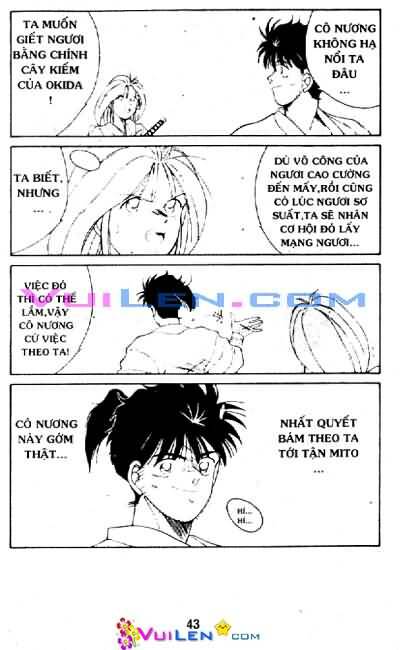 TA MUỐN
GIẾT NGƯƠI
BẰNG CHÍNH
CÂY KIẾM
CỦA OKIDA
!
CÔ NƯƠNG
KHÔNG HẠ
NỔI TA
ĐÂU
...
TA BIẾT,
NHƯNG
...
DÙ VÕ CÔNG CỦA
NGƯƠI CAO CƯỜNG
ĐẾN MẤY,RỒI CŨNG
CÓ LÚC NGƯƠI SƠ
SUẤT,TA SẼ NHÂN
CƠ HỘI ĐÓ LẤY
MẠNG NGƯƠI...
VIỆC ĐÓ
THÌ CÓ THỂ
LẮM,VẬY
CÔ NƯƠNG
CỨ VIỆC
THEO TA!
VUILEN.COM
CÔ NƯƠNG
NÀY GỚM
THẬT...
NHẤT QUYẾT
BÁM THEO TA
TỚI TẬN MITO
...
HÍ...
HÍ...
43
VUILEN COM